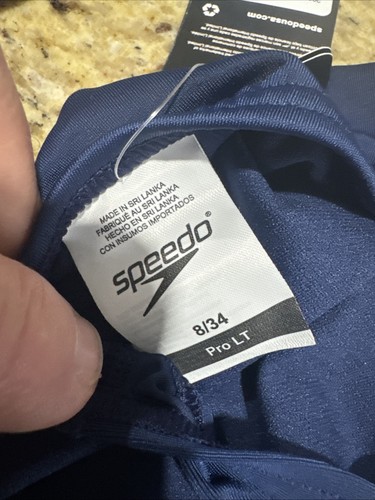 speedousa.com
MADE IN SRI LANKA
FABRIQUÉ AU SRI LANKA
HECHO EN SRI LANKA
CON INSUMOS IMPORTADOS
speedo®
8/34
Pro LT